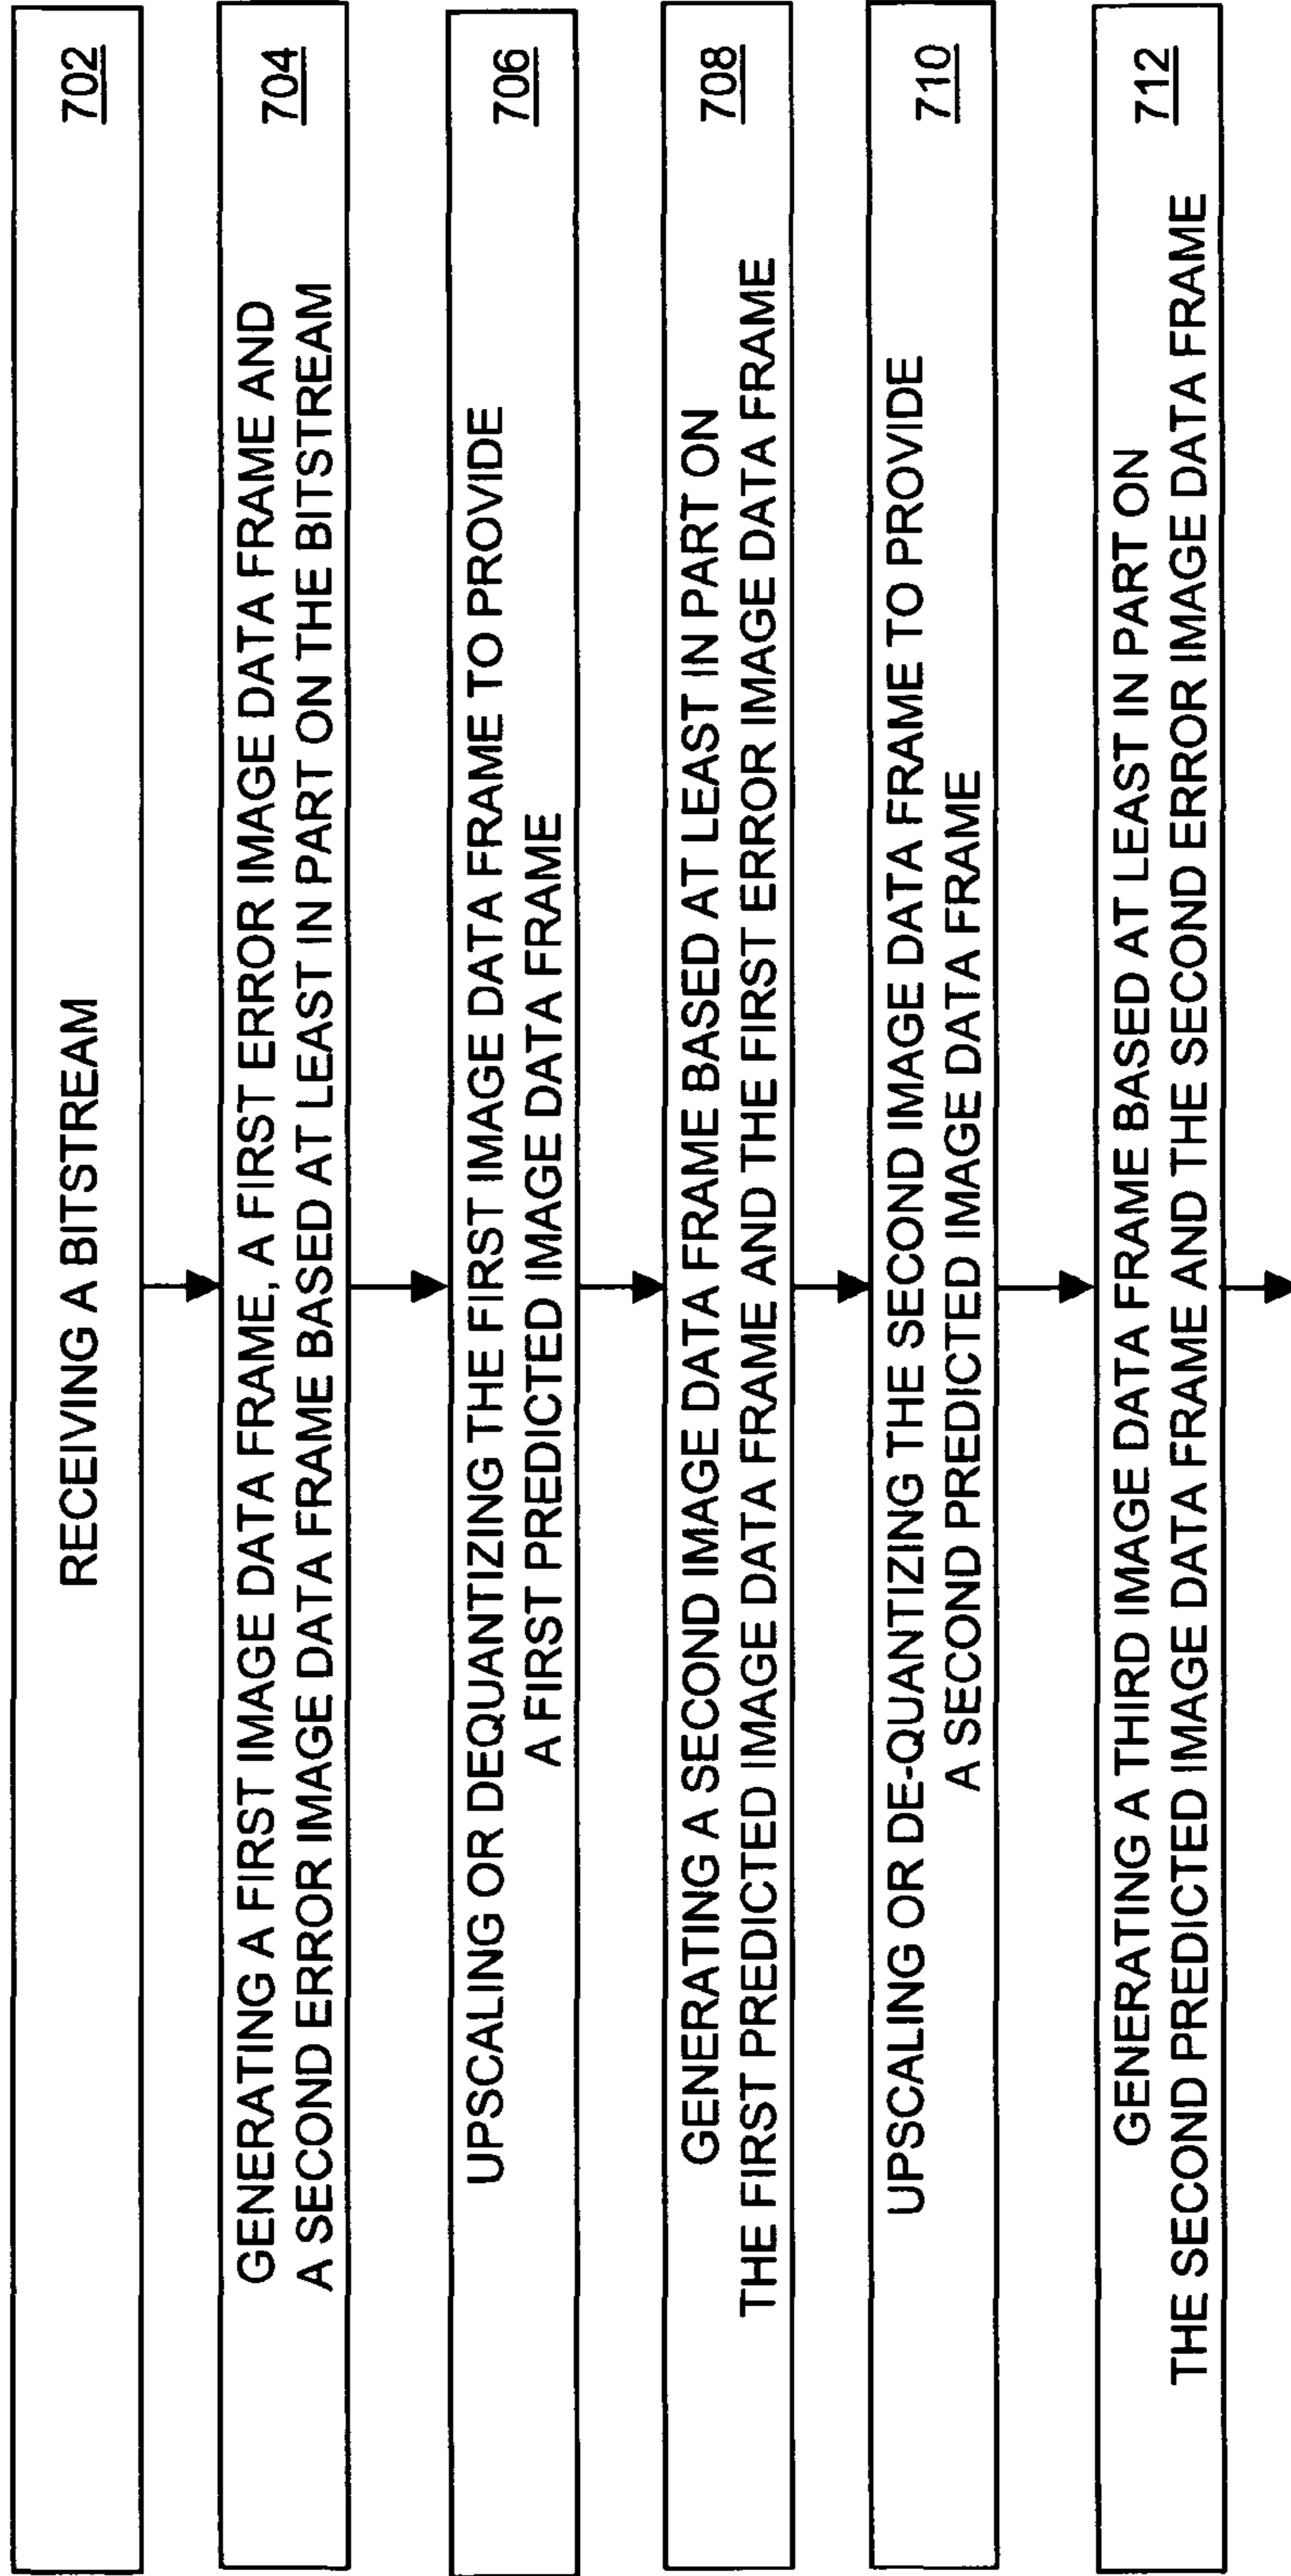 RECEIVING A BITSTREAM 702
GENERATING A FIRST IMAGE DATA FRAME, A FIRST ERROR IMAGE DATA FRAME AND 704
A SECOND ERROR IMAGE DATA FRAME BASED AT LEAST IN PART ON THE BITSTREAM
UPSCALING OR DEQUANTIZING THE FIRST IMAGE DATA FRAME TO PROVIDE 706
A FIRST PREDICTED IMAGE DATA FRAME
GENERATING A SECOND IMAGE DATA FRAME BASED AT LEAST IN PART ON 708
THE FIRST PREDICTED IMAGE DATA FRAME AND THE FIRST ERROR IMAGE DATA FRAME
UPSCALING OR DE-QUANTIZING THE SECOND IMAGE DATA FRAME TO PROVIDE 710
A SECOND PREDICTED IMAGE DATA FRAME
GENERATING A THIRD IMAGE DATA FRAME BASED AT LEAST IN PART ON 712
THE SECOND PREDICTED IMAGE DATA FRAME AND THE SECOND ERROR IMAGE DATA FRAME